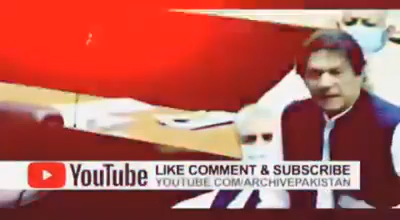 YouTube
LIKE COMMENT & SUBSCRIBE
YOUTUBE.COM/ARCHIVEPAKISTAN